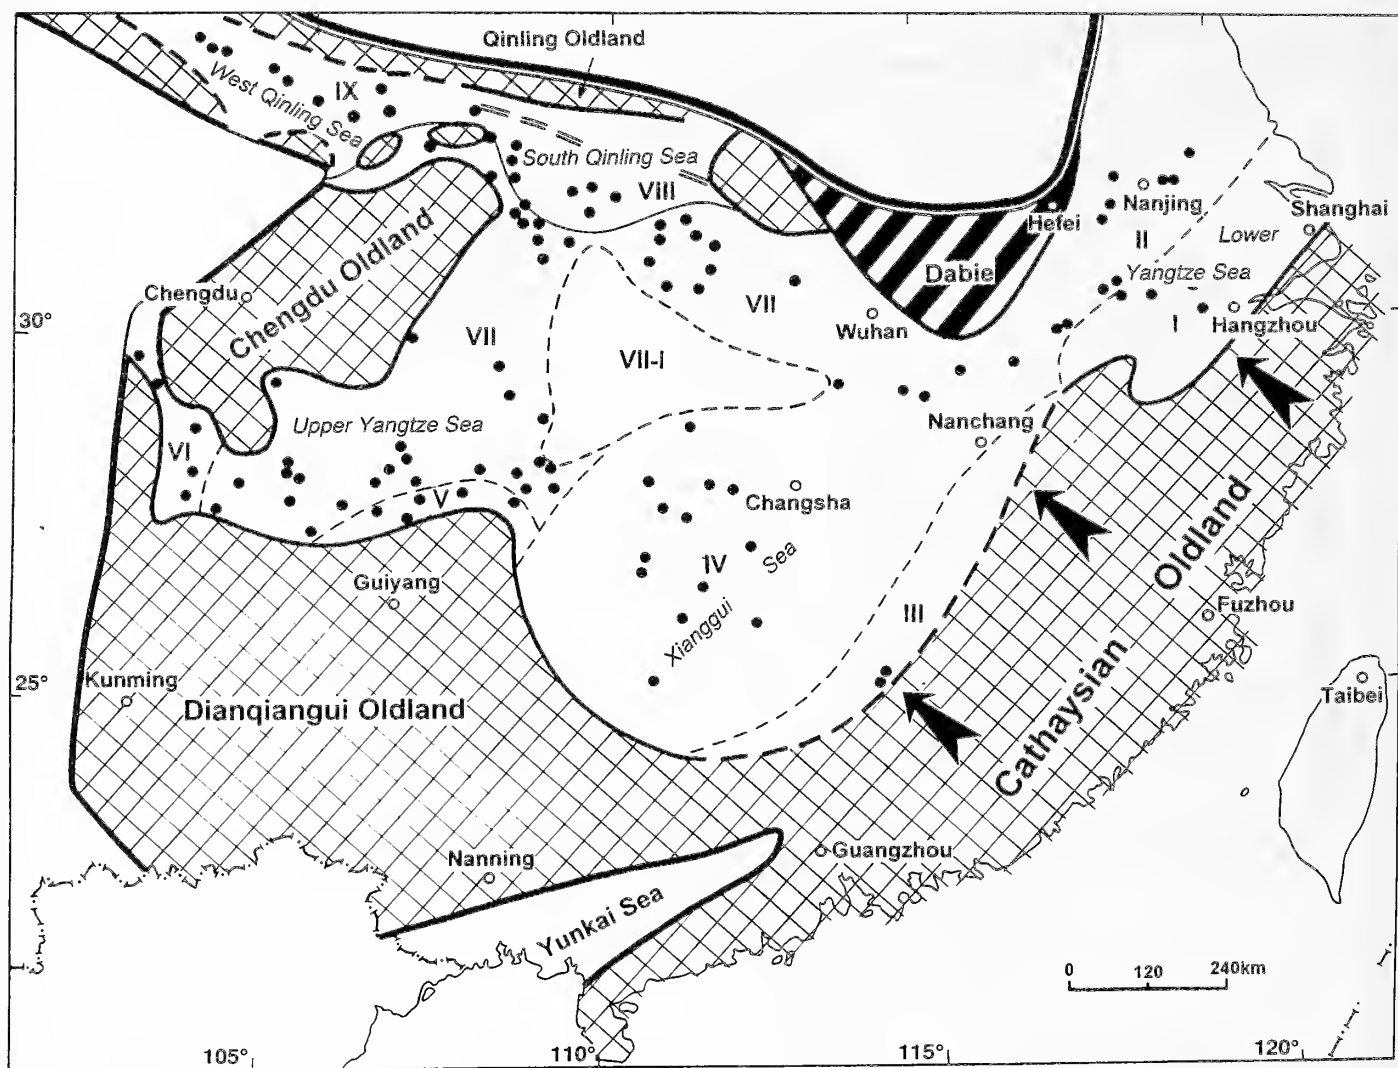 Qinling Oldland
West Qinling Sea
IX
South Qinling Sea
VIII
Nanjing
Hefei
Shanghai
II
Lower
Yangtze Sea
Chengdu Oldland
Chengdu
Dabie
VII
30°
Wuhan
I
Hangzhou
VII
VII-i
Upper Yangtze Sea
Nanchang
VI
V
Changsha
IV
Xianggui Sea
Guiyang
III
Fuzhou
Cathaysian Oldland
25°
Kunming
Dianqiangui Oldland
Taibei
Nanning
Guangzhou
Yunkai Sea
0 120 240km
105° 110° 115° 120°